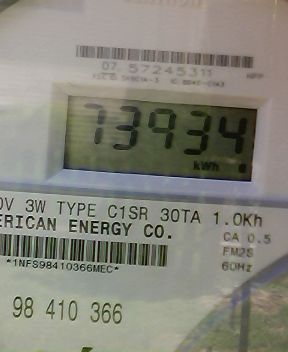 07 57245311
73934
kWh
0V 3W TYPE C1SR 30TA 1.0Kh
ERICAN ENERGY CO.
CA 0.5
FM2S
60Hz
*1NFS98410366MEC*
98 410 366